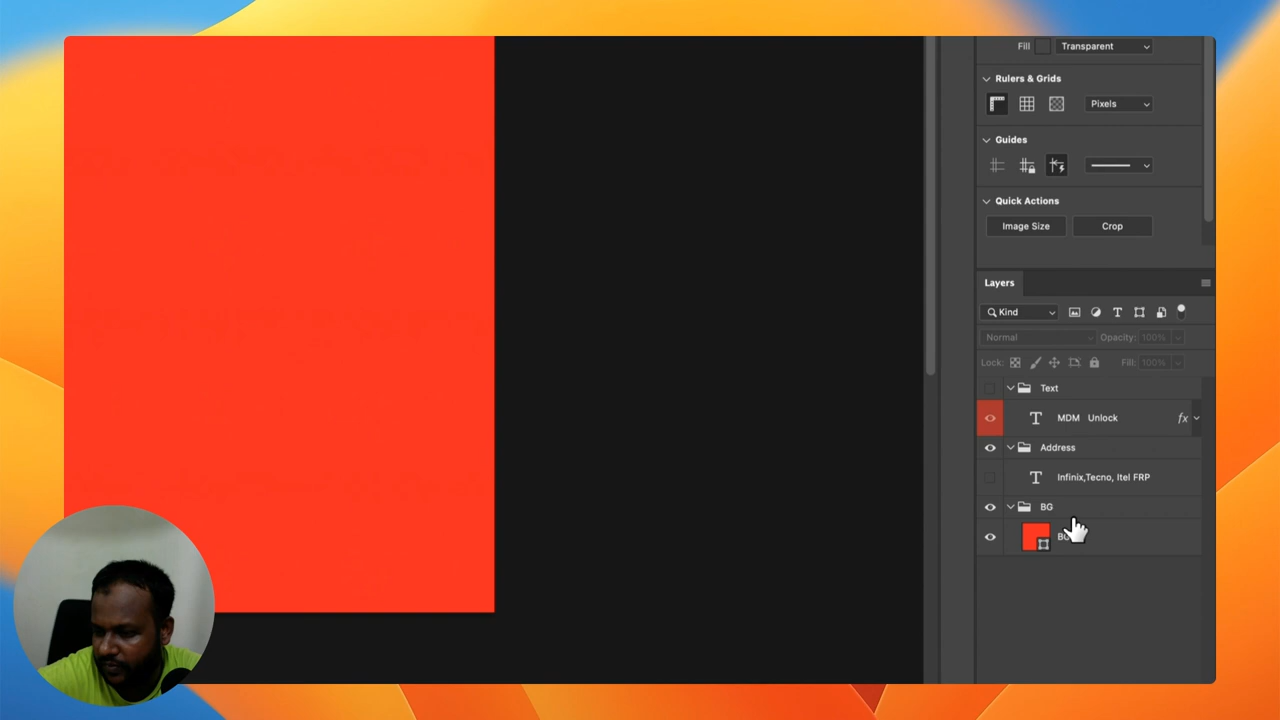 Fill Transparent
Rulers & Grids
Pixels
Guides
Quick Actions
Image Size Crop
Layers
Kind
Normal Opacity: 100%
Lock: Fill: 100%
Text
MDM Unlock fx
Address
Infinix,Tecno, Itel FRP
BG